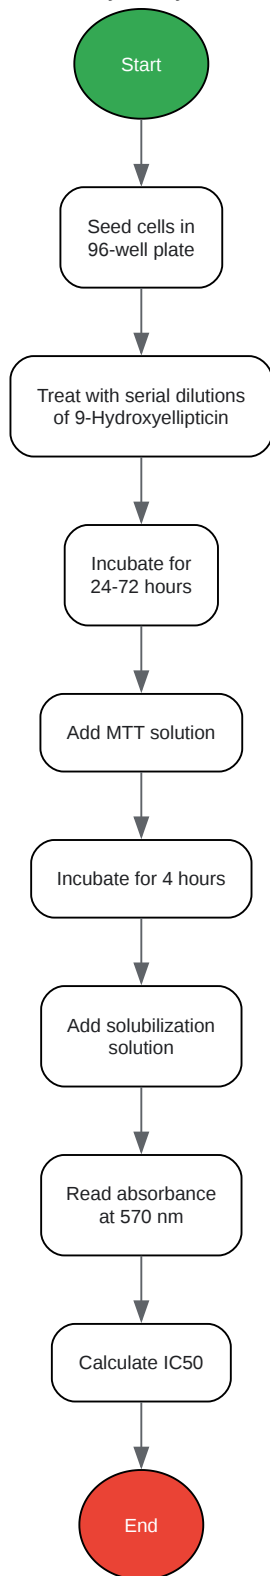 Start
Seed cells in
96-well plate
Treat with serial dilutions
of 9-Hydroxyellipticin
Incubate for
24-72 hours
Add MTT solution
Incubate for 4 hours
Add solubilization
solution
Read absorbance
at 570 nm
Calculate IC50
End